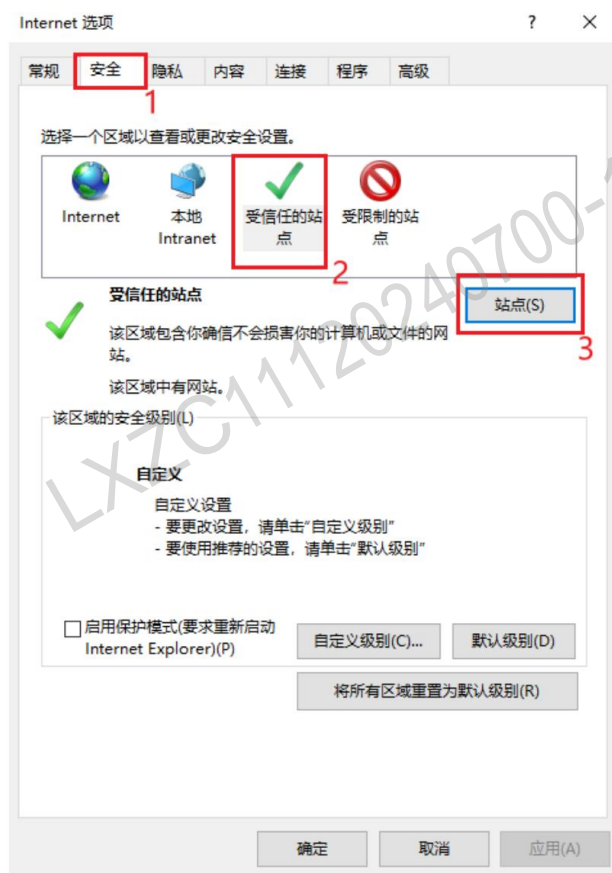 Internet 选项
常规 安全 隐私 内容 连接 程序 高级
1
选择一个区域以查看或更改安全设置。
Internet
本地
Intranet
受信任的站
点
受限制的站
点
2
受信任的站点
站点(S)
3
该区域包含你确信不会损害你的计算机或文件的网
站。
该区域中有网站。
该区域的安全级别(L)
自定义
自定义设置
- 要更改设置，请单击“自定义级别”
- 要使用推荐的设置，请单击“默认级别”
启用保护模式(要求重新启动
Internet Explorer)(P)
自定义级别(C)...
默认级别(D)
将所有区域重置为默认级别(R)
确定 取消 应用(A)
LXZC11120240700-